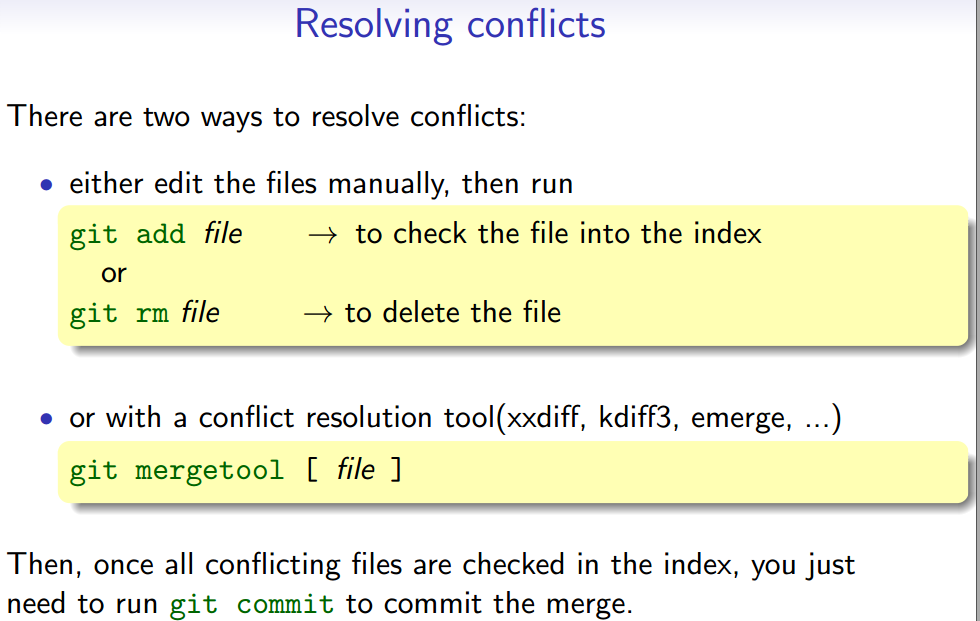 Resolving conflicts
There are two ways to resolve conflicts:
• either edit the files manually, then run
git add file → to check the file into the index
or
git rm file → to delete the file
• or with a conflict resolution tool(xxdiff, kdiff3, emerge, ...)
git mergetool [ file ]
Then, once all conflicting files are checked in the index, you just
need to run git commit to commit the merge.